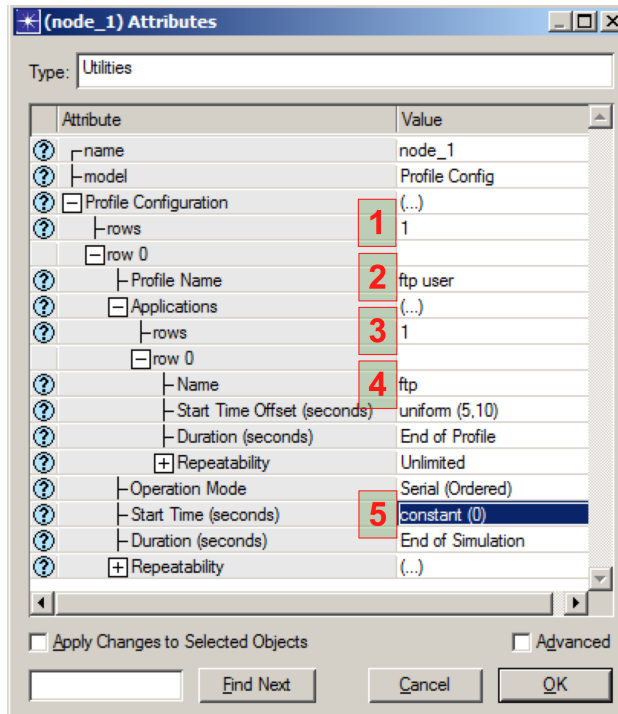 (node_1) Attributes
Type: Utilities
Attribute Value
name node_1
model Profile Config
Profile Configuration (...)
rows 1 1
row 0
Profile Name 2 ftp user
Applications (...)
rows 3 1
row 0
Name 4 ftp
Start Time Offset (seconds) uniform (5,10)
Duration (seconds) End of Profile
Repeatability Unlimited
Operation Mode Serial (Ordered)
Start Time (seconds) 5 constant (0)
Duration (seconds) End of Simulation
Repeatability (...)
Apply Changes to Selected Objects Advanced
Find Next Cancel OK